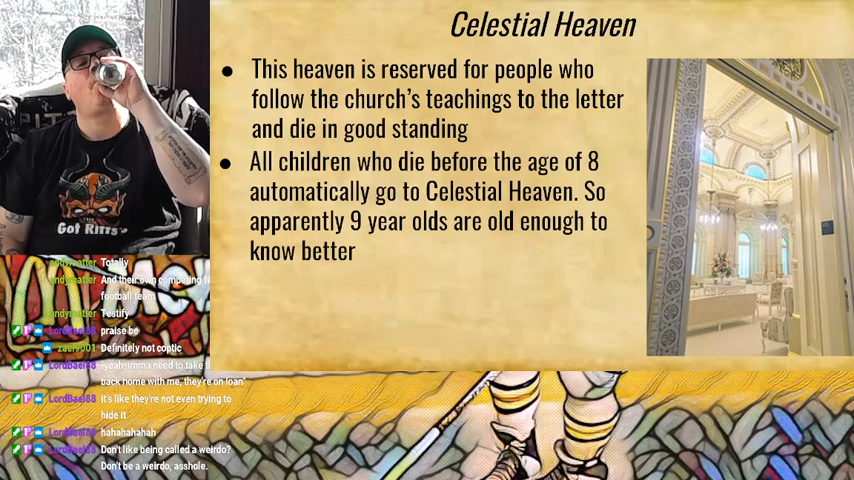 Celestial Heaven
● This heaven is reserved for people who
follow the church's teachings to the letter
and die in good standing
● All children who die before the age of 8
automatically go to Celestial Heaven. So
apparently 9 year olds are old enough to
know better
Got Riffs?
Totally
And their own competing
football team
Testify
LordBael88 praise be
zael9001 Definitely not coptic
LordBael88 "yeah, imma need to take
back home with me, they're on loan"
LordBael88 it's like they're not even trying to
hide it
LordBael88 hahahahahah
LordBael88 Don't like being called a weirdo?
Don't be a weirdo, asshole.